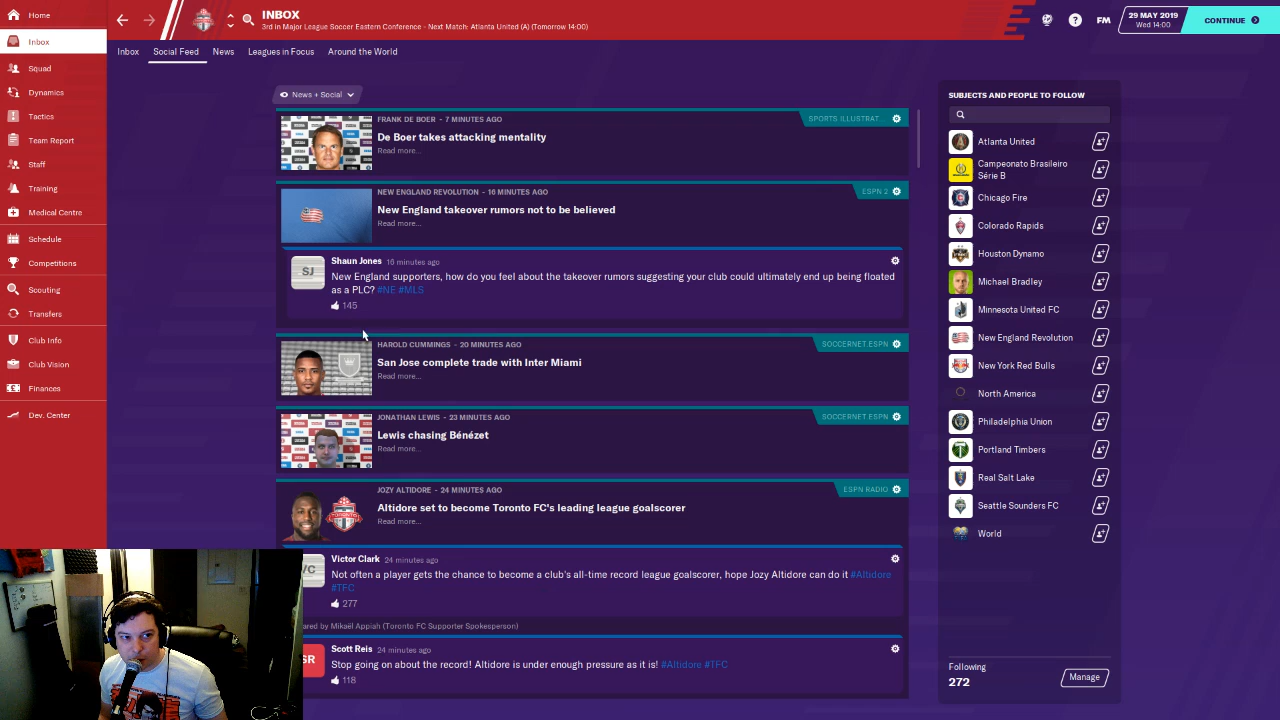 Home
INBOX
3rd in Major League Soccer Eastern Conference - Next Match: Atlanta United (A) (Tomorrow 14:00)
?
FM
29 MAY 2019
Wed 14:00
CONTINUE
Inbox
Squad
Dynamics
Tactics
Team Report
Staff
Training
Medical Centre
Schedule
Competitions
Scouting
Transfers
Club Info
Club Vision
Finances
Dev. Center
Inbox
Social Feed
News
Leagues in Focus
Around the World
News + Social
FRANK DE BOER - 7 MINUTES AGO
SPORTS ILLUSTRAT...
De Boer takes attacking mentality
Read more...
NEW ENGLAND REVOLUTION - 16 MINUTES AGO
ESPN 2
New England takeover rumors not to be believed
Read more...
SJ
Shaun Jones 16 minutes ago
New England supporters, how do you feel about the takeover rumors suggesting your club could ultimately end up being floated
as a PLC? #NE #MLS
145
HAROLD CUMMINGS - 20 MINUTES AGO
SOCCERNET.ESPN
San Jose complete trade with Inter Miami
Read more...
JONATHAN LEWIS - 23 MINUTES AGO
SOCCERNET.ESPN
Lewis chasing Bénézet
Read more...
JOZY ALTIDORE - 24 MINUTES AGO
ESPN RADIO
Altidore set to become Toronto FC's leading league goalscorer
Read more...
VC
Victor Clark 24 minutes ago
Not often a player gets the chance to become a club's all-time record league goalscorer, hope Jozy Altidore can do it #Altidore
#TFC
277
ared by Mikaël Appiah (Toronto FC Supporter Spokesperson)
SR
Scott Reis 24 minutes ago
Stop going on about the record! Altidore is under enough pressure as it is! #Altidore #TFC
118
SUBJECTS AND PEOPLE TO FOLLOW
Atlanta United
Campeonato Brasileiro
Série B
Chicago Fire
Colorado Rapids
Houston Dynamo
Michael Bradley
Minnesota United FC
New England Revolution
New York Red Bulls
North America
Philadelphia Union
Portland Timbers
Real Salt Lake
Seattle Sounders FC
World
Following
272
Manage